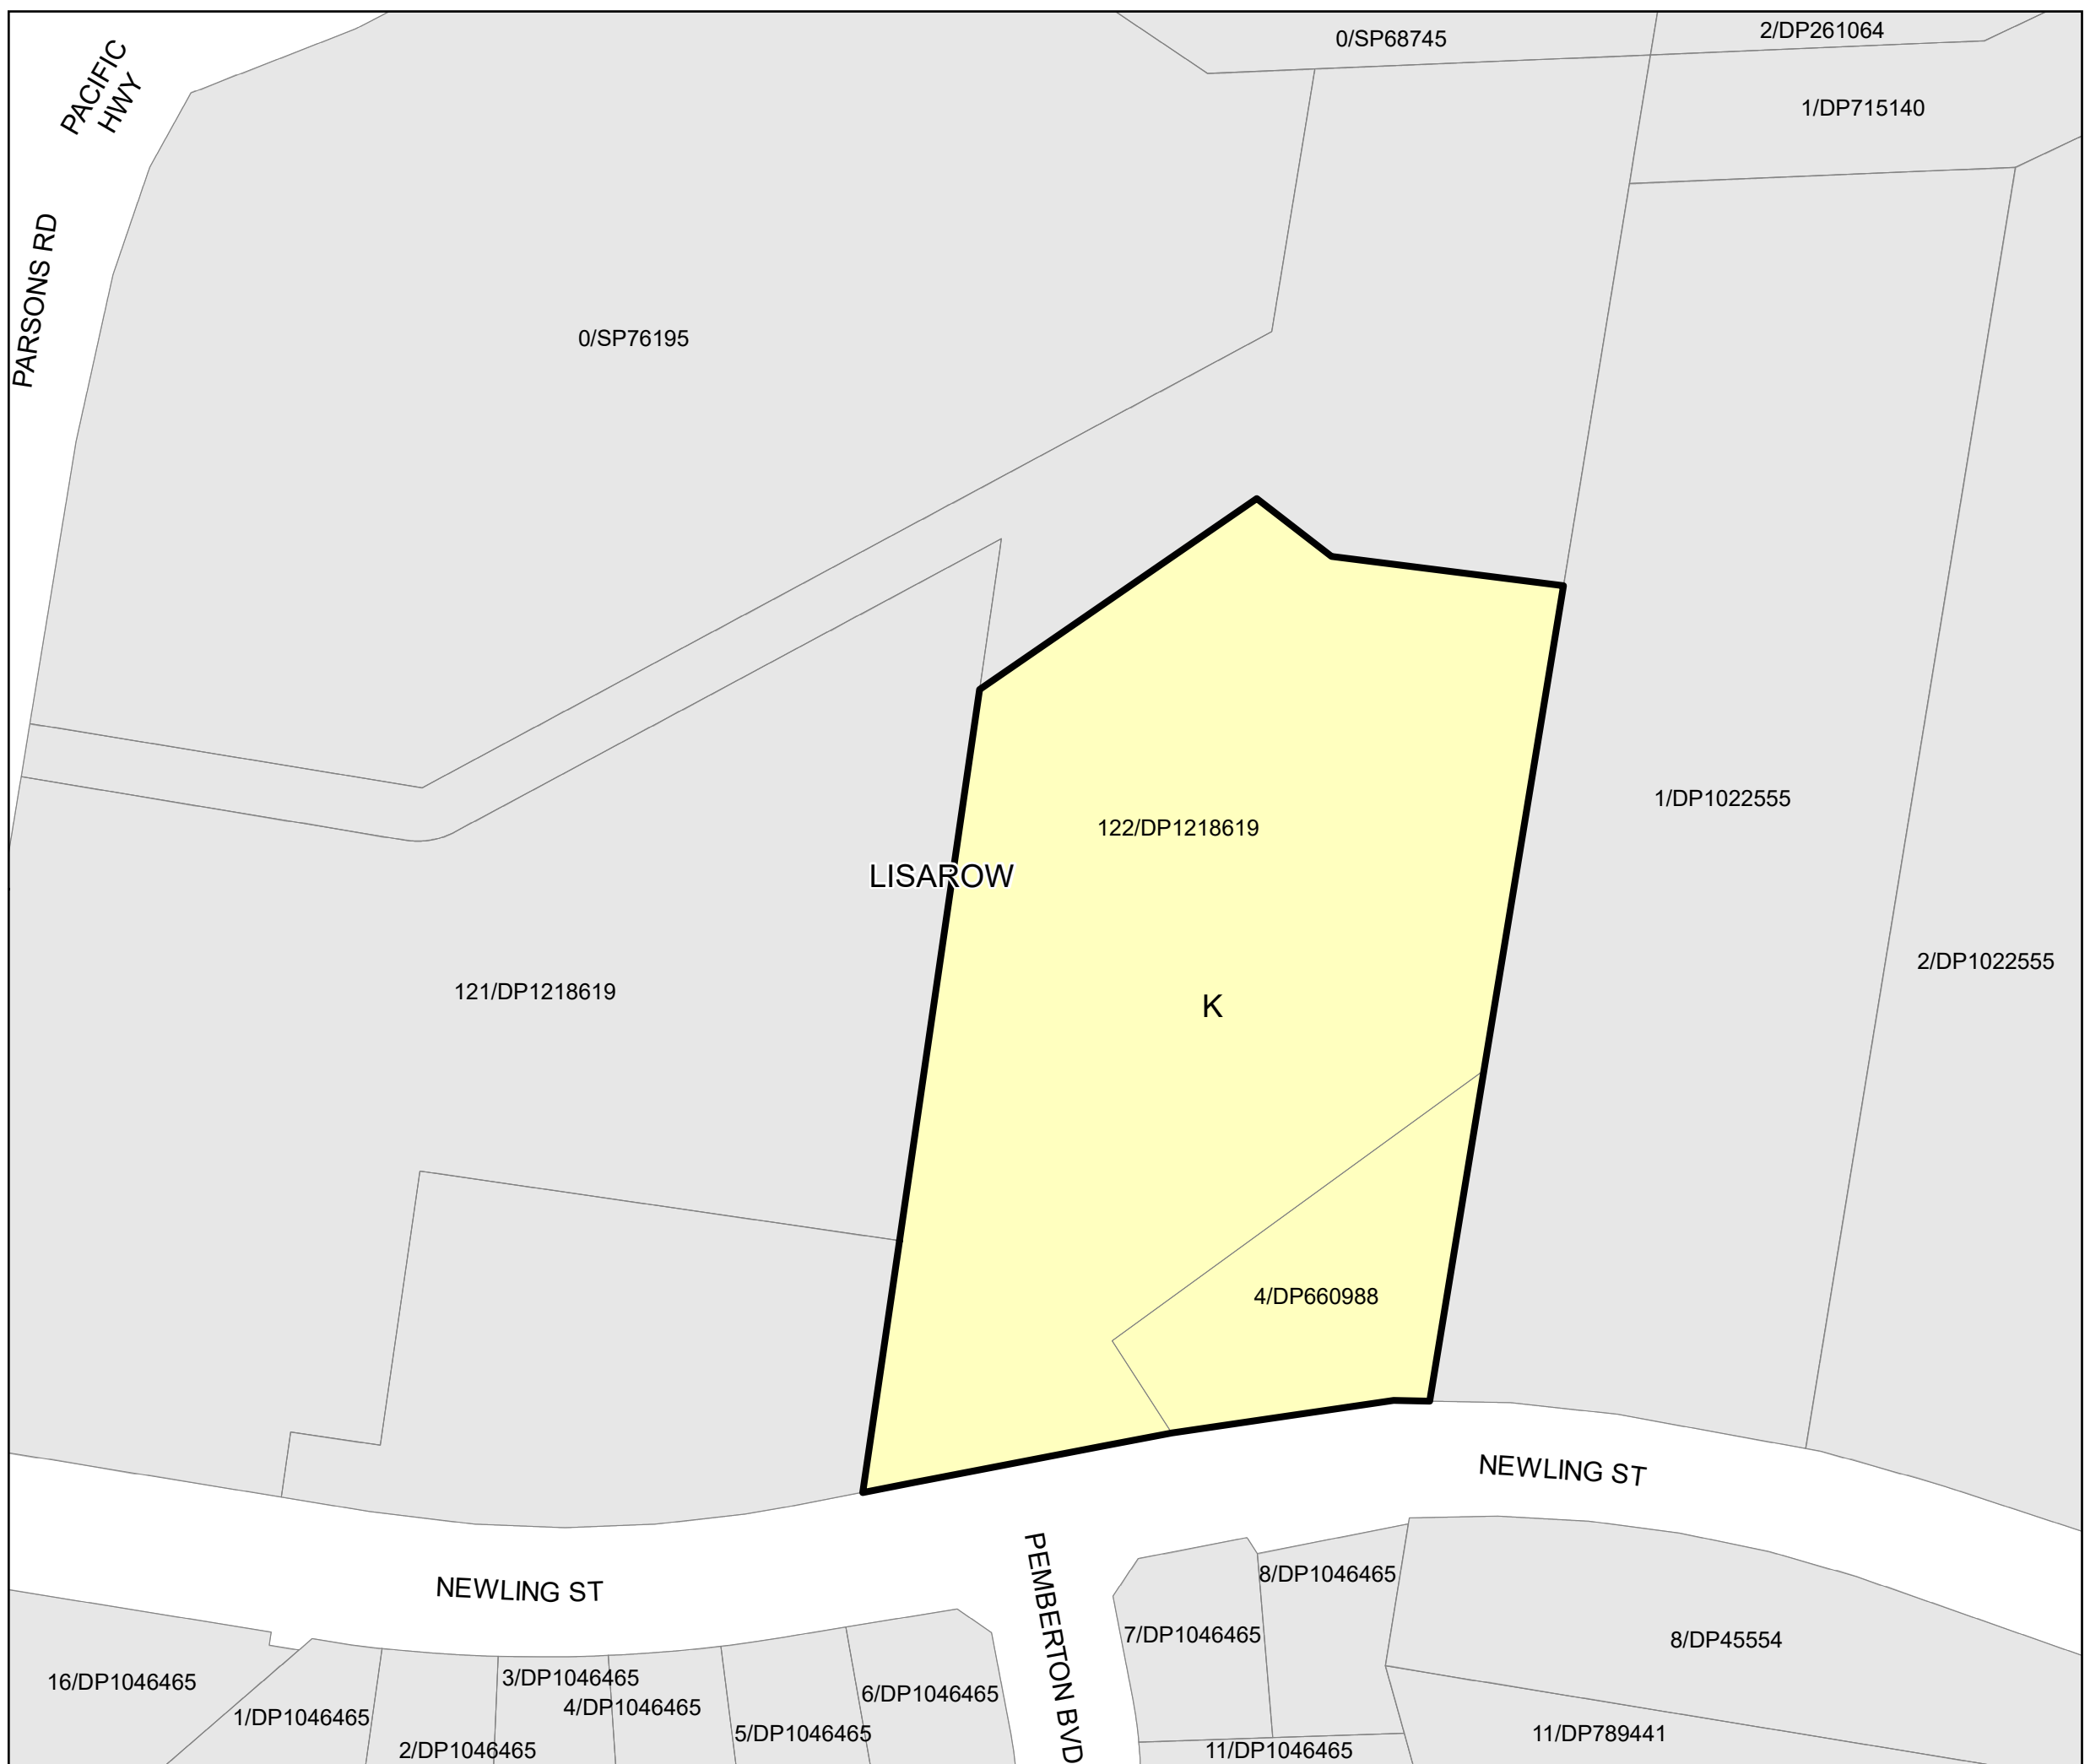 0/SP68745
2/DP261064
PACIFIC
HWY
1/DP715140
PARSONS RD
0/SP76195
1/DP1022555
122/DP1218619
LISAROW
2/DP1022555
121/DP1218619
K
4/DP660988
NEWLING ST
NEWLING ST
PEMBERTON BVD
8/DP1046465
7/DP1046465
8/DP45554
16/DP1046465
3/DP1046465
4/DP1046465
6/DP1046465
1/DP1046465
5/DP1046465
11/DP789441
2/DP1046465
11/DP1046465